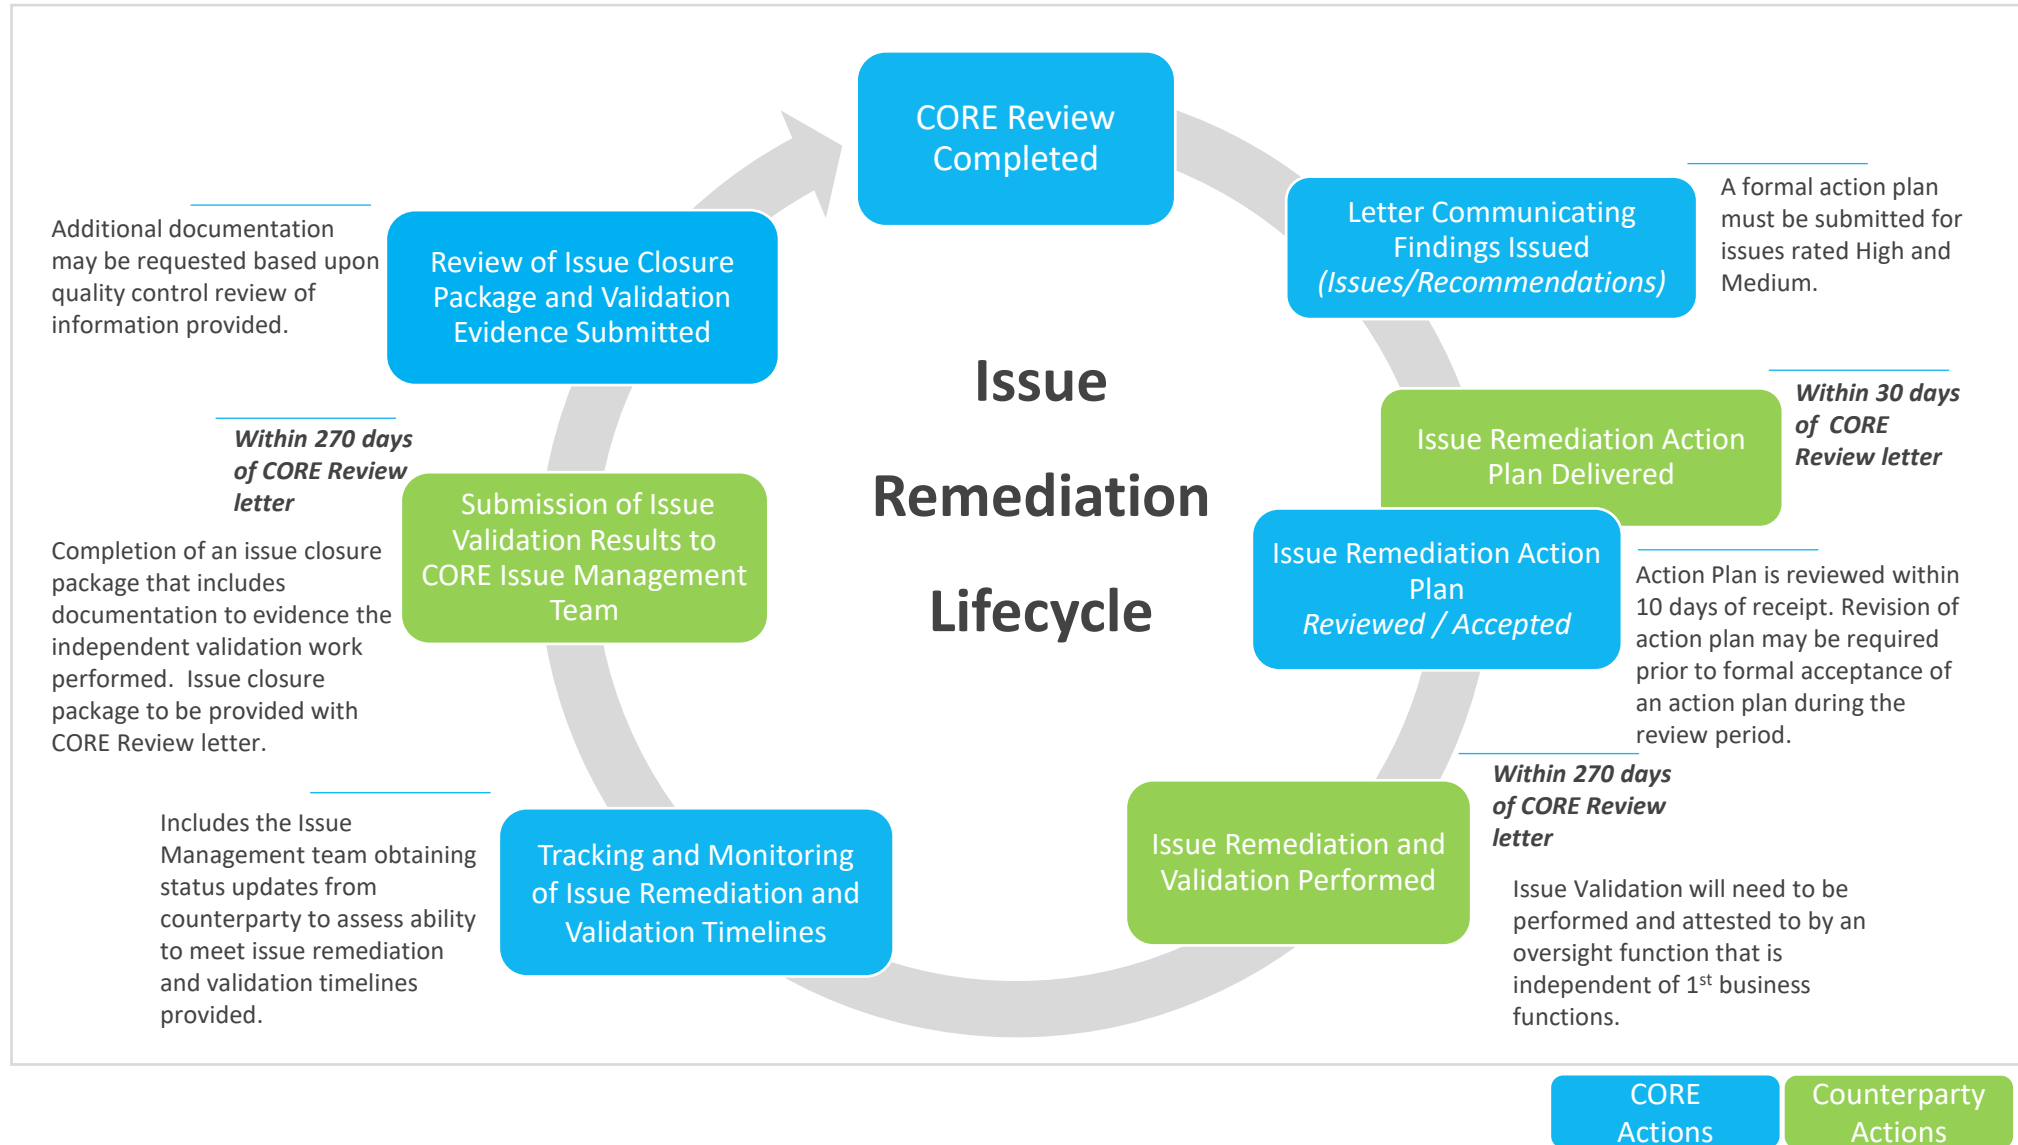 CORE Review
Completed
Letter Communicating
Findings Issued
(Issues/Recommendations)
A formal action plan
must be submitted for
issues rated High and
Medium.
Issue Remediation Action
Plan Delivered
Within 30 days
of CORE
Review letter
Issue Remediation Action
Plan
Reviewed / Accepted
Action Plan is reviewed within
10 days of receipt. Revision of
action plan may be required
prior to formal acceptance of
an action plan during the
review period.
Issue Remediation and
Validation Performed
Within 270 days
of CORE Review
letter
Issue Validation will need to be
performed and attested to by an
oversight function that is
independent of 1st business
functions.
Tracking and Monitoring
of Issue Remediation and
Validation Timelines
Includes the Issue
Management team obtaining
status updates from
counterparty to assess ability
to meet issue remediation
and validation timelines
provided.
Submission of Issue
Validation Results to
CORE Issue Management
Team
Within 270 days
of CORE Review
letter
Completion of an issue closure
package that includes
documentation to evidence the
independent validation work
performed. Issue closure
package to be provided with
CORE Review letter.
Review of Issue Closure
Package and Validation
Evidence Submitted
Additional documentation
may be requested based upon
quality control review of
information provided.
Issue
Remediation
Lifecycle
CORE
Actions
Counterparty
Actions